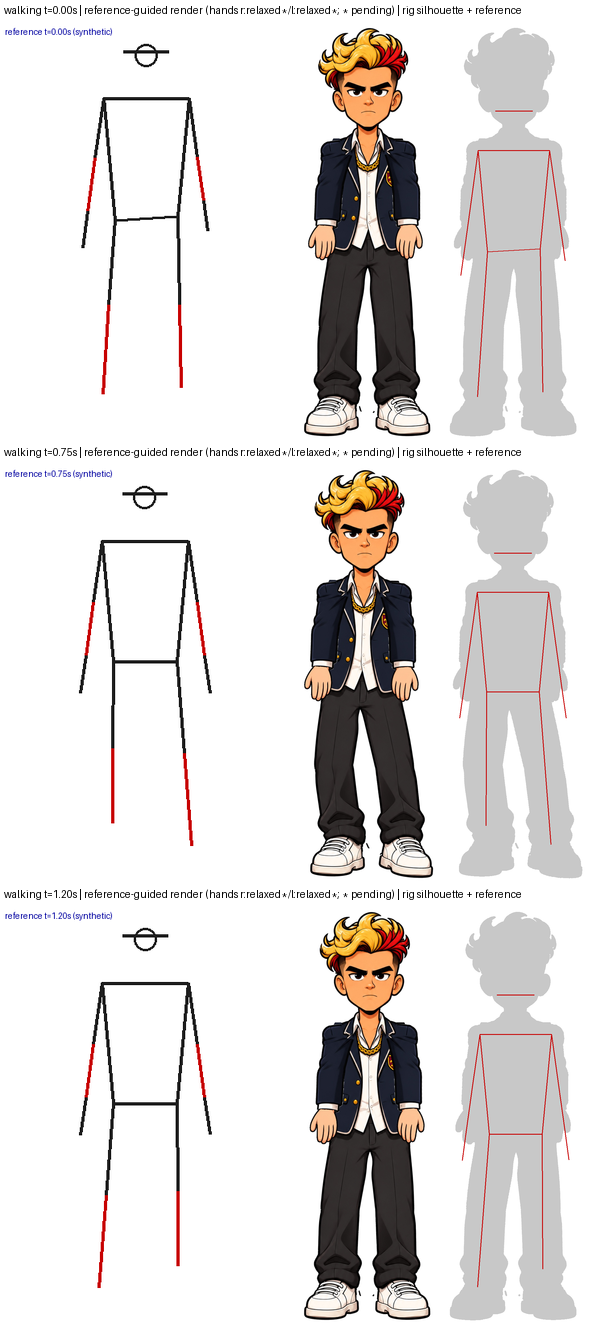 walking t=0.00s | reference-guided render (hands r:relaxed*/l:relaxed*; * pending) | rig silhouette + reference
reference t=0.00s (synthetic)
walking t=0.75s | reference-guided render (hands r:relaxed*/l:relaxed*; * pending) | rig silhouette + reference
reference t=0.75s (synthetic)
walking t=1.20s | reference-guided render (hands r:relaxed*/l:relaxed*; * pending) | rig silhouette + reference
reference t=1.20s (synthetic)